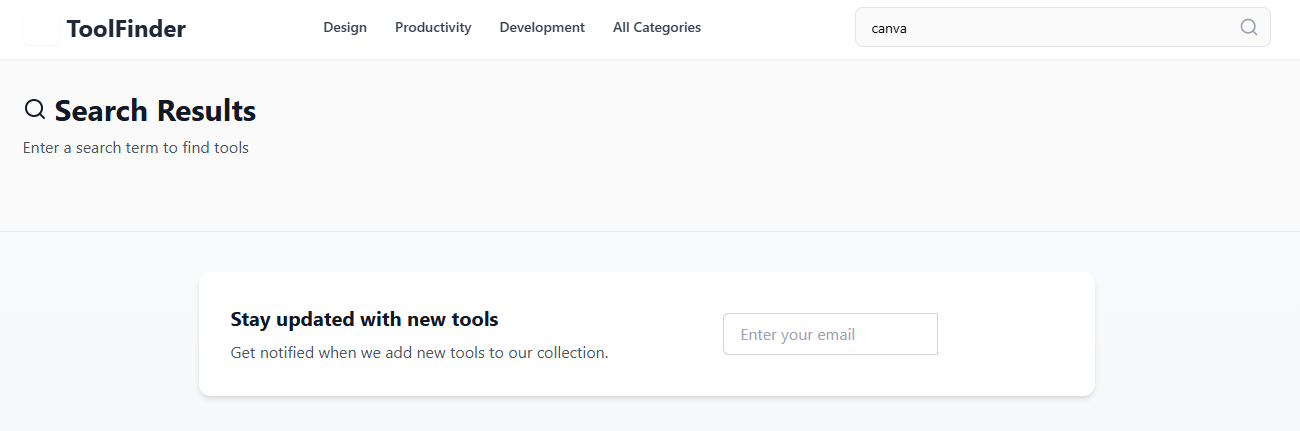 ToolFinder
Design Productivity Development All Categories
canva
Search Results
Enter a search term to find tools
Stay updated with new tools
Get notified when we add new tools to our collection.
Enter your email